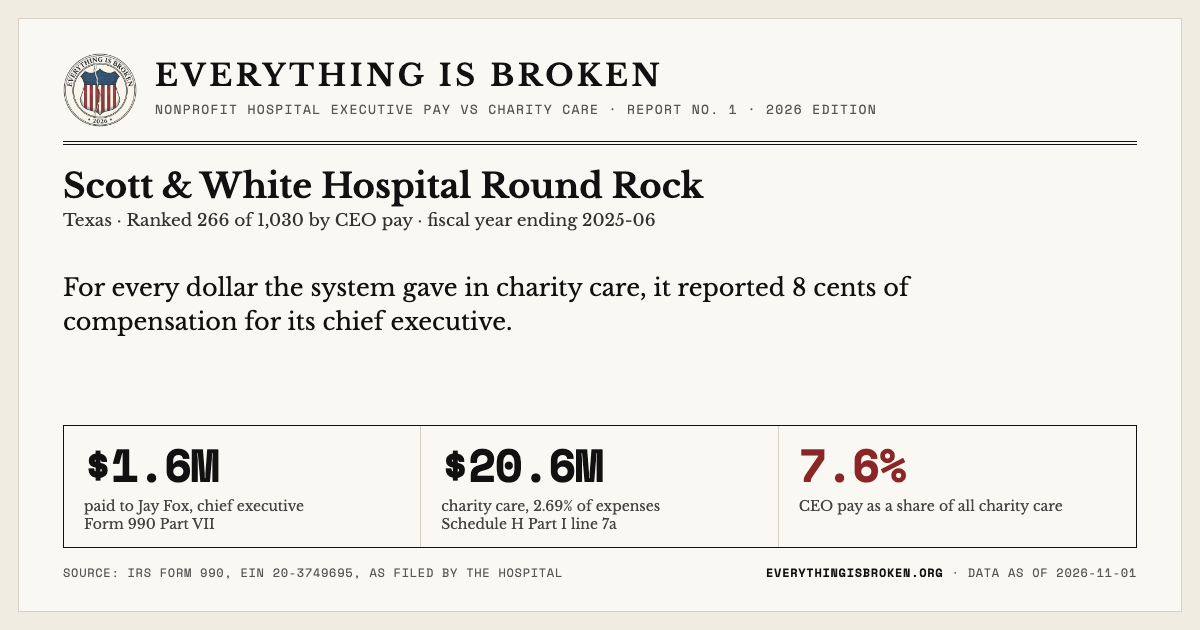 EVERYTHING IS BROKEN
· 2026 ·
EVERYTHING IS BROKEN
NONPROFIT HOSPITAL EXECUTIVE PAY VS CHARITY CARE · REPORT NO. 1 · 2026 EDITION
Scott & White Hospital Round Rock
Texas · Ranked 266 of 1,030 by CEO pay · fiscal year ending 2025-06
For every dollar the system gave in charity care, it reported 8 cents of
compensation for its chief executive.
$1.6M
paid to Jay Fox, chief executive
Form 990 Part VII
$20.6M
charity care, 2.69% of expenses
Schedule H Part I line 7a
7.6%
CEO pay as a share of all charity care
SOURCE: IRS FORM 990, EIN 20-3749695, AS FILED BY THE HOSPITAL
EVERYTHINGISBROKEN.ORG · DATA AS OF 2026-11-01